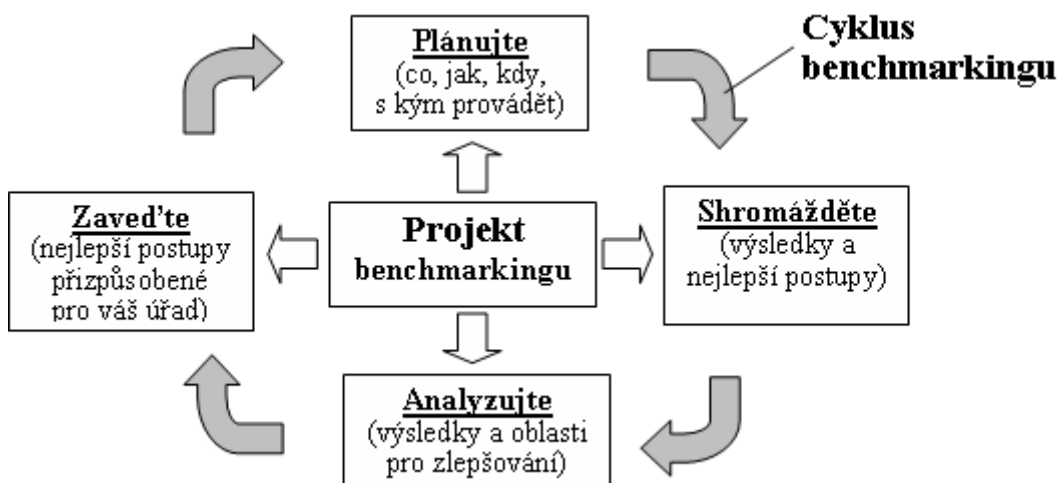 Plánujte
(co, jak, kdy,
s kým provádět)
Cyklus
benchmarkingu
Zaveďte
(nejlepší postupy
přizpůsobené
pro váš úřad)
Projekt
benchmarkingu
Shromážděte
(výsledky a
nejlepší postupy)
Analyzujte
(výsledky a oblasti
pro zlepšování)